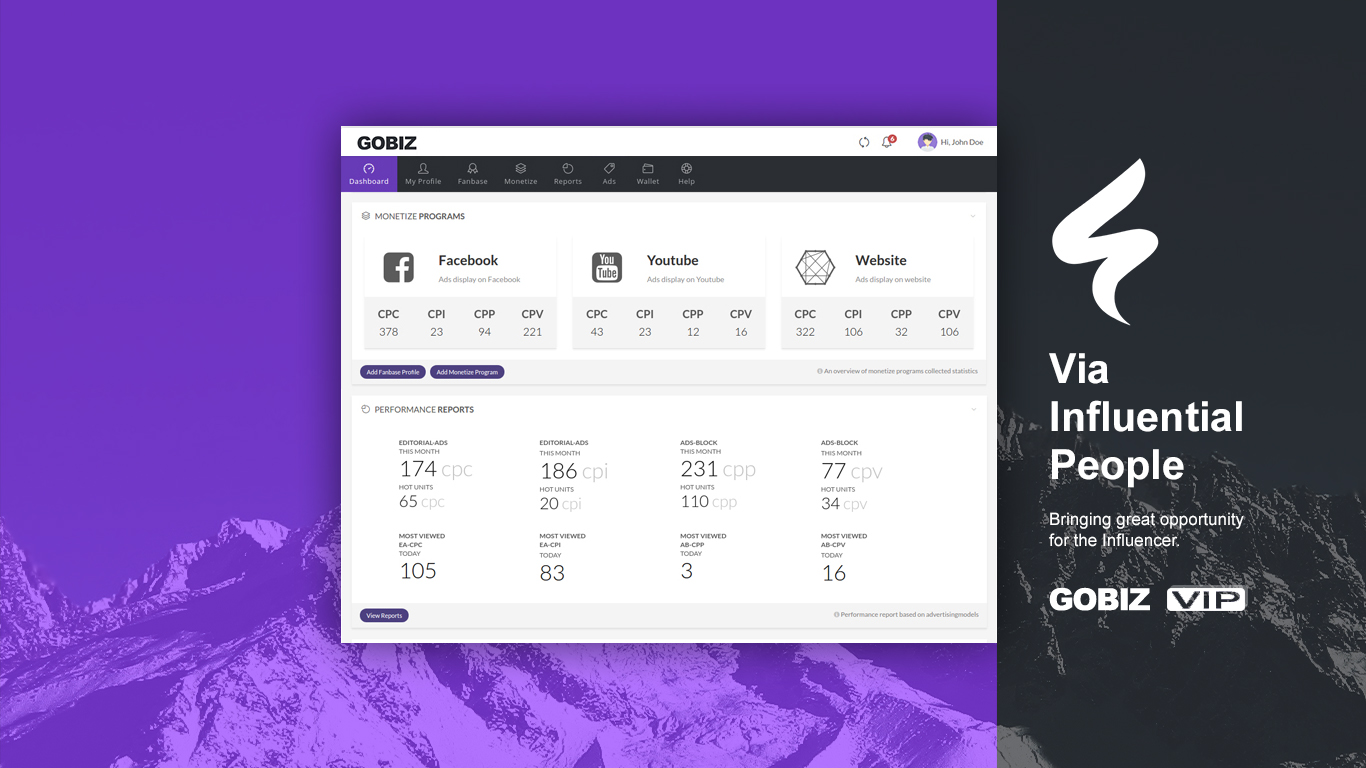 GOBIZ
6
Hi, John Doe
Dashboard My Profile Fanbase Monetize Reports Ads Wallet Help
MONETIZE PROGRAMS
Facebook
Ads display on Facebook
CPC CPI CPP CPV
378 23 94 221
You
Tube
Youtube
Ads display on Youtube
CPC CPI CPP CPV
43 23 12 16
Website
Ads display on website
CPC CPI CPP CPV
322 106 32 106
Add Fanbase Profile Add Monetize Program
An overview of monetize programs collected statistics
PERFORMANCE REPORTS
EDITORIAL-ADS
THIS MONTH
174 cpc
HOT UNITS
65 cpc
EDITORIAL-ADS
THIS MONTH
186 cpi
HOT UNITS
20 cpi
ADS-BLOCK
THIS MONTH
231 cpp
HOT UNITS
110 cpp
ADS-BLOCK
THIS MONTH
77 cpv
HOT UNITS
34 cpv
MOST VIEWED
EA-CPC
TODAY
105
MOST VIEWED
EA-CPI
TODAY
83
MOST VIEWED
AB-CPP
TODAY
3
MOST VIEWED
AB-CPV
TODAY
16
View Reports
Performance report based on advertisingmodels
Via
Influential
People
Bringing great opportunity
for the Influencer.
GOBIZ VIP